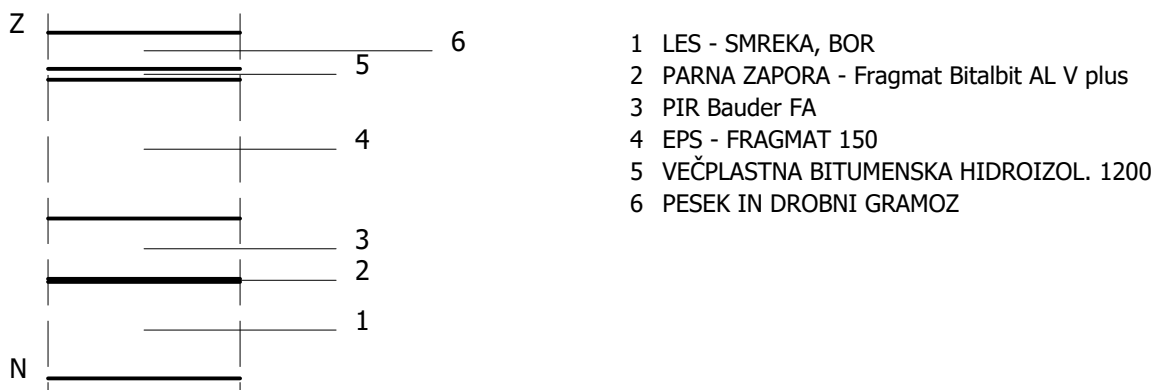 Z
6
5
4
3
2
1
N
1 LES - SMREKA, BOR
2 PARNA ZAPORA - Fragmat Bitalbit AL V plus
3 PIR Bauder FA
4 EPS - FRAGMAT 150
5 VEČPLASTNA BITUMENSKA HIDROIZOL. 1200
6 PESEK IN DROBNI GRAMOZ